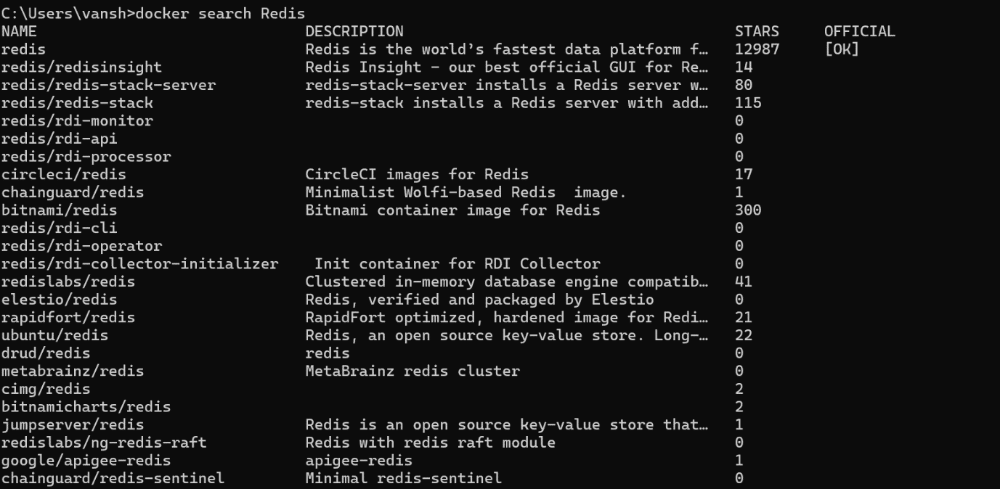 C:\Users\vansh>docker search Redis
NAME DESCRIPTION STARS OFFICIAL
redis Redis is the world’s fastest data platform f… 12987 [OK]
redis/redisinsight Redis Insight - our best official GUI for Re… 14
redis/redis-stack-server redis-stack-server installs a Redis server w… 80
redis/redis-stack redis-stack installs a Redis server with add… 115
redis/rdi-monitor 0
redis/rdi-api 0
redis/rdi-processor 0
circleci/redis CircleCI images for Redis 17
chainguard/redis Minimalist Wolfi-based Redis  image. 1
bitnami/redis Bitnami container image for Redis 300
redis/rdi-cli 0
redis/rdi-operator 0
redis/rdi-collector-initializer Init container for RDI Collector 0
redislabs/redis Clustered in-memory database engine compatib… 41
elestio/redis Redis, verified and packaged by Elestio 0
rapidfort/redis RapidFort optimized, hardened image for Redi… 21
ubuntu/redis Redis, an open source key-value store. Long-… 22
drud/redis redis 0
metabrainz/redis MetaBrainz redis cluster 0
cimg/redis 2
bitnamicharts/redis 2
jumpserver/redis Redis is an open source key-value store that… 1
redislabs/ng-redis-raft Redis with redis raft module 0
google/apigee-redis apigee-redis 1
chainguard/redis-sentinel Minimal redis-sentinel 0